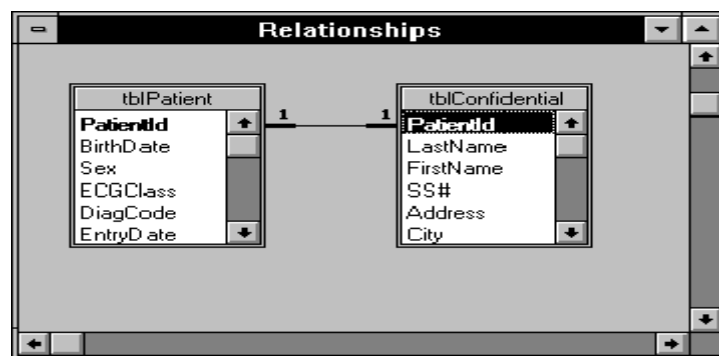 Relationships
tblPatient
PatientId
BirthDate
Sex
ECGClass
DiagCode
EntryDate
1
1
tblConfidential
PatientId
LastName
FirstName
SS#
Address
City